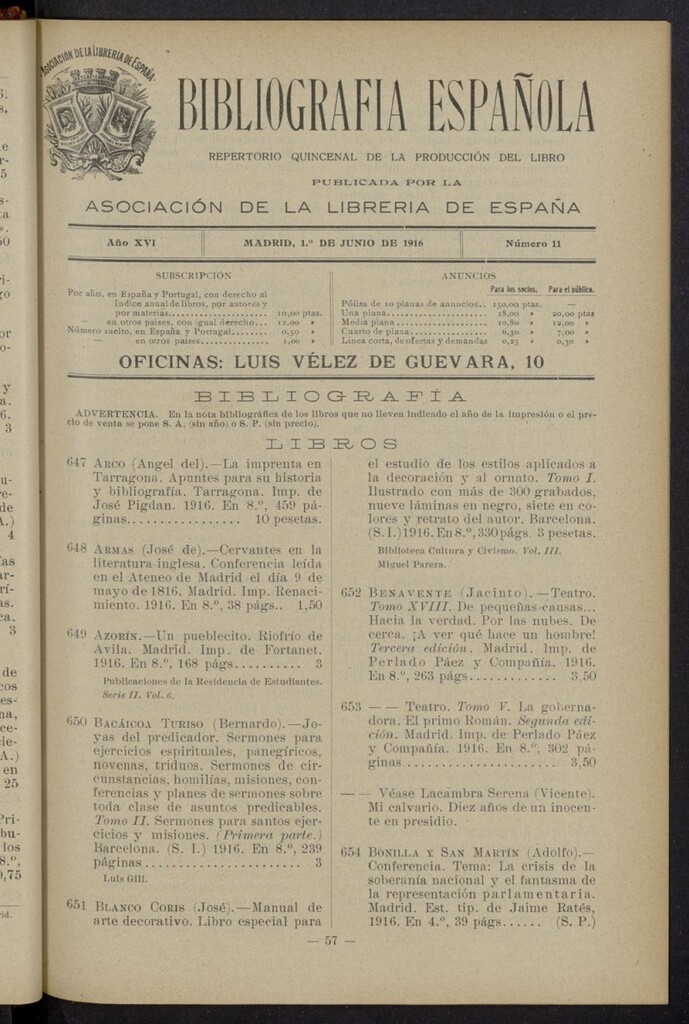 ASOCIACIÓN DE LA LIBRERÍA DE ESPAÑA
BIBLIOGRAFIA ESPAÑOLA
REPERTORIO QUINCENAL DE LA PRODUCCIÓN DEL LIBRO
PUBLICADA POR LA
ASOCIACIÓN DE LA LIBRERIA DE ESPAÑA
Año XVI
MADRID, 1.º DE JUNIO DE 1916
Número 11
SUBSCRIPCIÓN
Por año, en España y Portugal, con derecho al
Indice anual de libros, por autores y
por materias.................. 10,00 ptas.
— en otros países, con igual derecho... 12,00 »
Número suelto, en España y Portugal....... 0,50 »
en otros países.............. 1,00 »
ANUNCIOS
Para los socios. Para el público.
Póliza de 10 planas de anuncios.. 150,00 ptas. —
Una plana.................... 18,00 » 20,00 ptas
Media plana.................. 10,80 » 12,00 »
Cuarto de plana............... 6,30 » 7,00 »
Línea corta, de ofertas y demandas 0,25 » 0,30 »
OFICINAS: LUIS VÉLEZ DE GUEVARA, 10
BIBLIOGRAFÍA
ADVERTENCIA. En la nota bibliográfica de los libros que no lleven indicado el año de la impresión o el pre-
cio de venta se pone S. A. (sin año) o S. P. (sin precio).
LIBROS
647 ARCO (Angel del).—La imprenta en
Tarragona. Apuntes para su historia
y bibliografía. Tarragona. Imp. de
José Pigdan. 1916. En 8.º, 459 pá-
ginas................. 10 pesetas.
648 ARMAS (José de).—Cervantes en la
literatura inglesa. Conferencia leída
en el Ateneo de Madrid el día 9 de
mayo de 1816. Madrid. Imp. Renaci-
miento. 1916. En 8.º, 38 págs.. 1,50
649 AZORÍN.—Un pueblecito. Riofrío de
Avila. Madrid. Imp. de Fortanet.
1916. En 8.º, 168 págs.......... 3
Publicaciones de la Residencia de Estudiantes.
Serie II. Vol. 6.
650 BACÁICOA TURISO (Bernardo).—Jo-
yas del predicador. Sermones para
ejercicios espirituales, panegíricos,
novenas, triduos. Sermones de cir-
cunstancias, homilías, misiones, con-
ferencias y planes de sermones sobre
toda clase de asuntos predicables.
Tomo II. Sermones para santos ejer-
cicios y misiones. (Primera parte.)
Barcelona. (S. I.) 1916. En 8.º, 239
páginas...................... 3
Luis Gili.
651 BLANCO CORIS (José).—Manual de
arte decorativo. Libro especial para
el estudio de los estilos aplicados a
la decoración y al ornato. Tomo I.
Ilustrado con más de 300 grabados,
nueve láminas en negro, siete en co-
lores y retrato del autor. Barcelona.
(S. I.) 1916. En 8.º, 330 págs. 3 pesetas.
Biblioteca Cultura y Civismo. Vol. III.
Miguel Parera.
652 BENAVENTE (Jacinto).—Teatro.
Tomo XVIII. De pequeñas causas...
Hacia la verdad. Por las nubes. De
cerca. ¡A ver qué hace un hombre!
Tercera edición. Madrid. Imp. de
Perlado Páez y Compañía. 1916.
En 8.º, 263 págs............. 3,50
653 — — Teatro. Tomo V. La goberna-
dora. El primo Román. Segunda edi-
ción. Madrid. Imp. de Perlado Páez
y Compañía. 1916. En 8.º, 302 pá-
ginas....................... 3,50
— — Véase Lacambra Serena (Vicente).
Mi calvario. Diez años de un inocen-
te en presidio.
654 BONILLA Y SAN MARTÍN (Adolfo).—
Conferencia. Tema: La crisis de la
soberanía nacional y el fantasma de
la representación parlamentaria.
Madrid. Est. tip. de Jaime Ratés,
1916. En 4.º, 39 págs...... (S. P.)
— 57 —